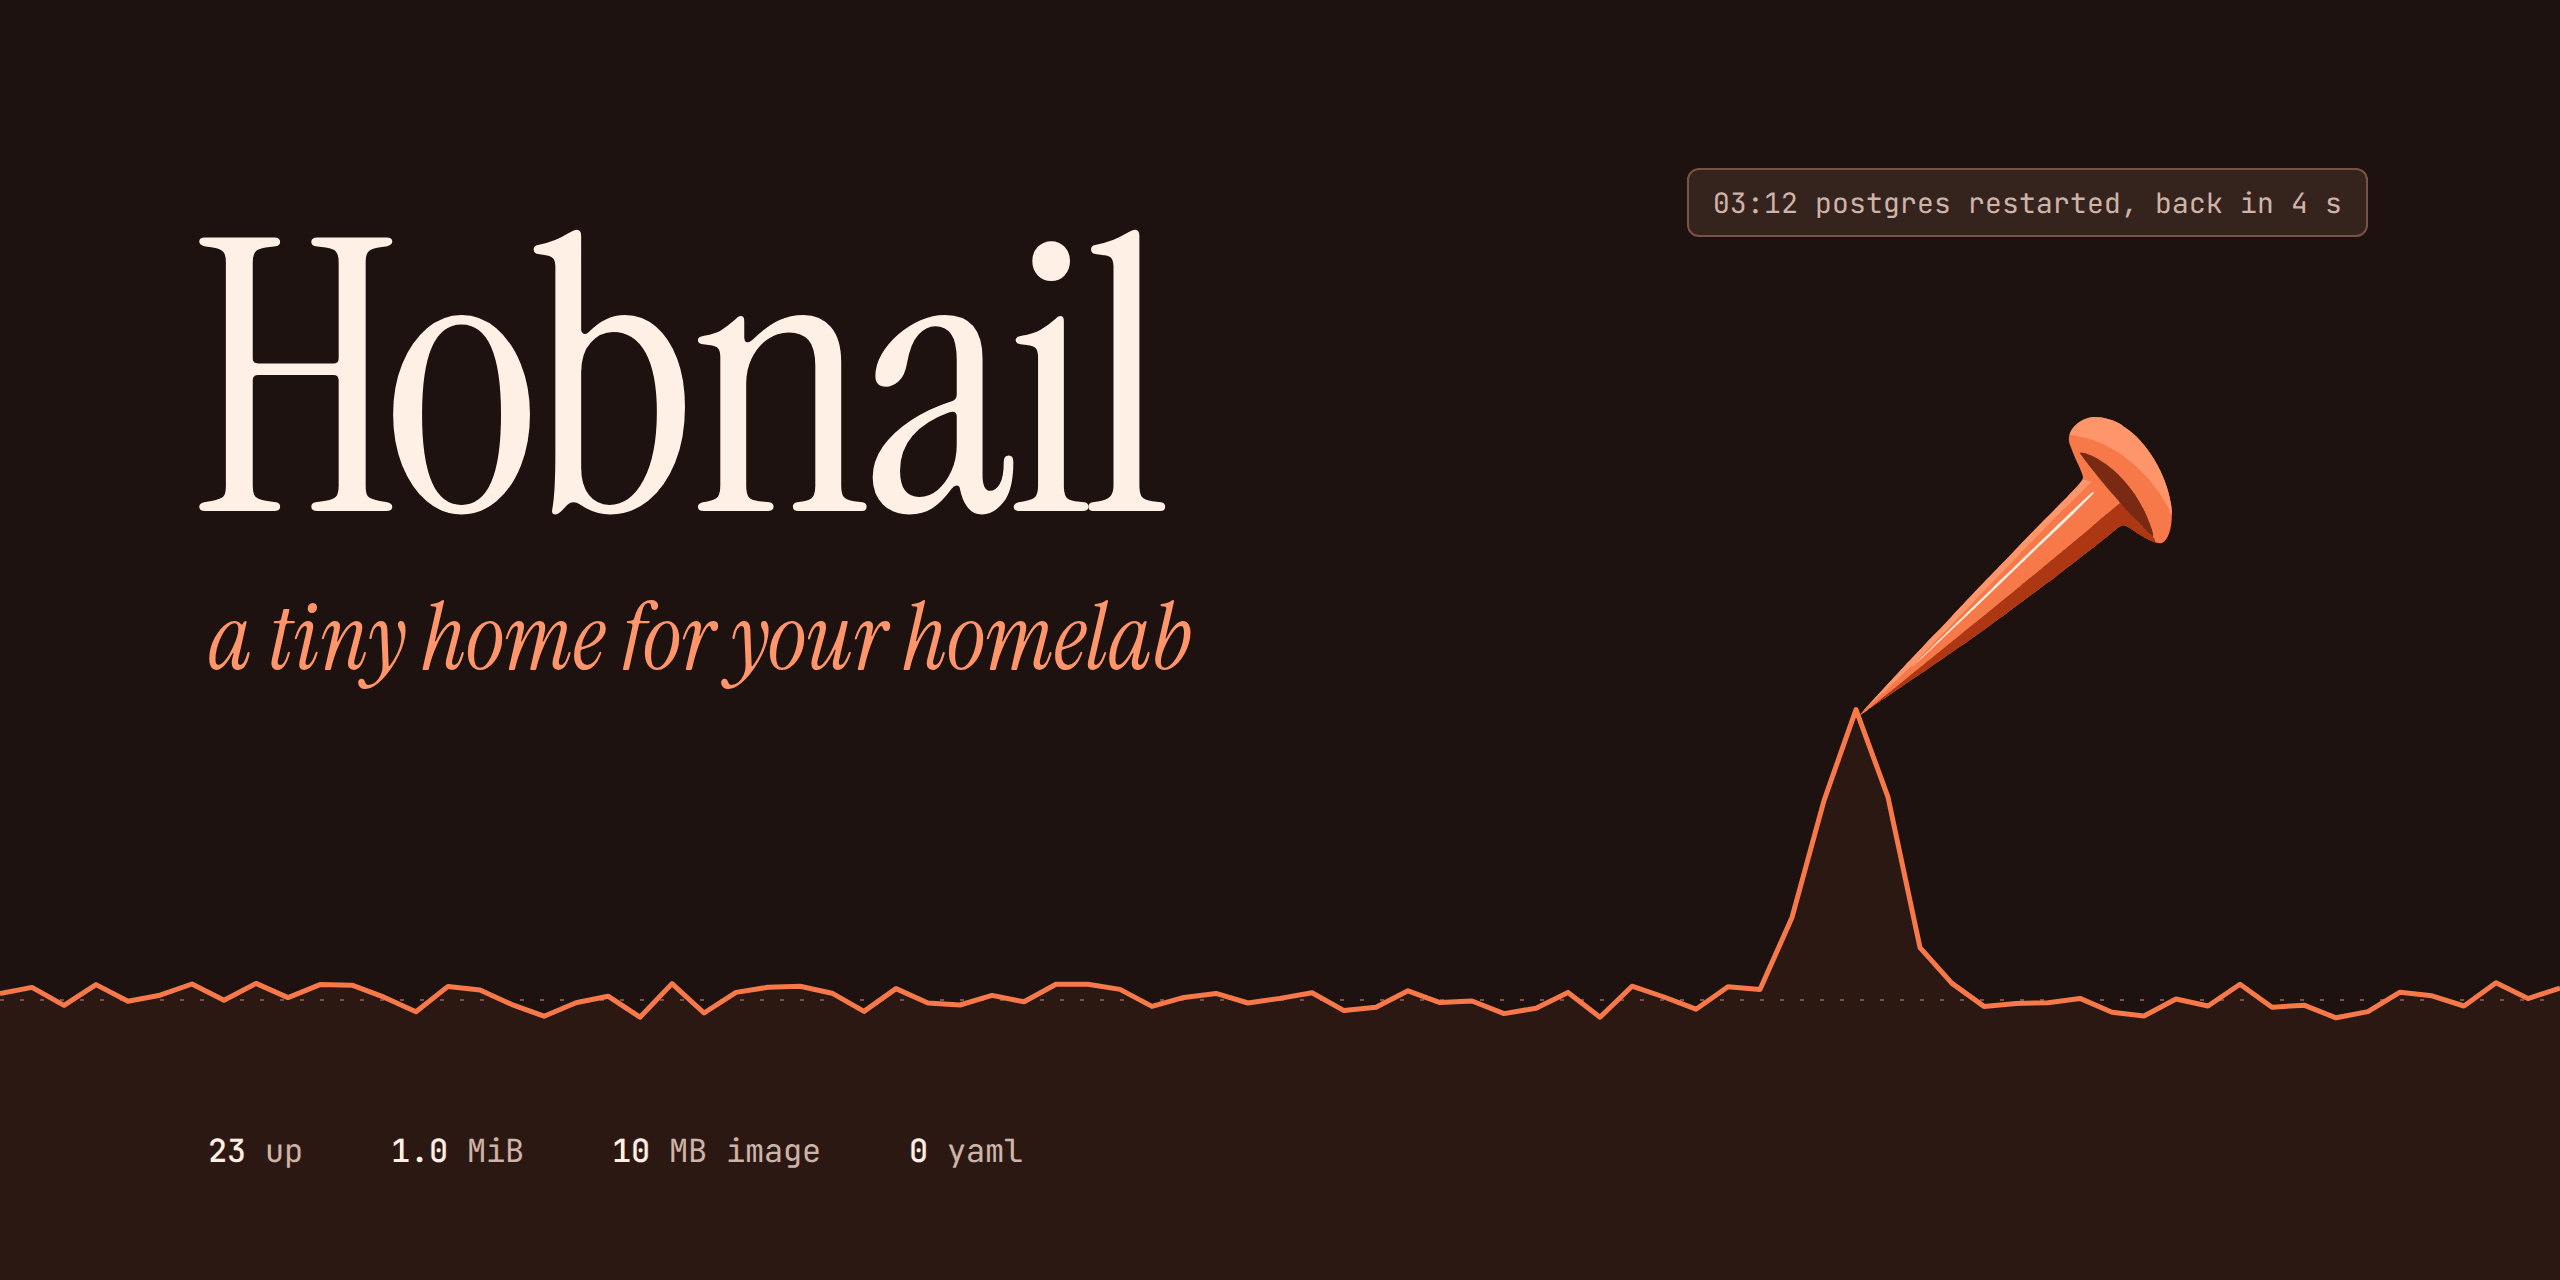 Hobnail
a tiny home for your homelab
03:12 postgres restarted, back in 4 s
23 up 1.0 MiB 10 MB image 0 yaml